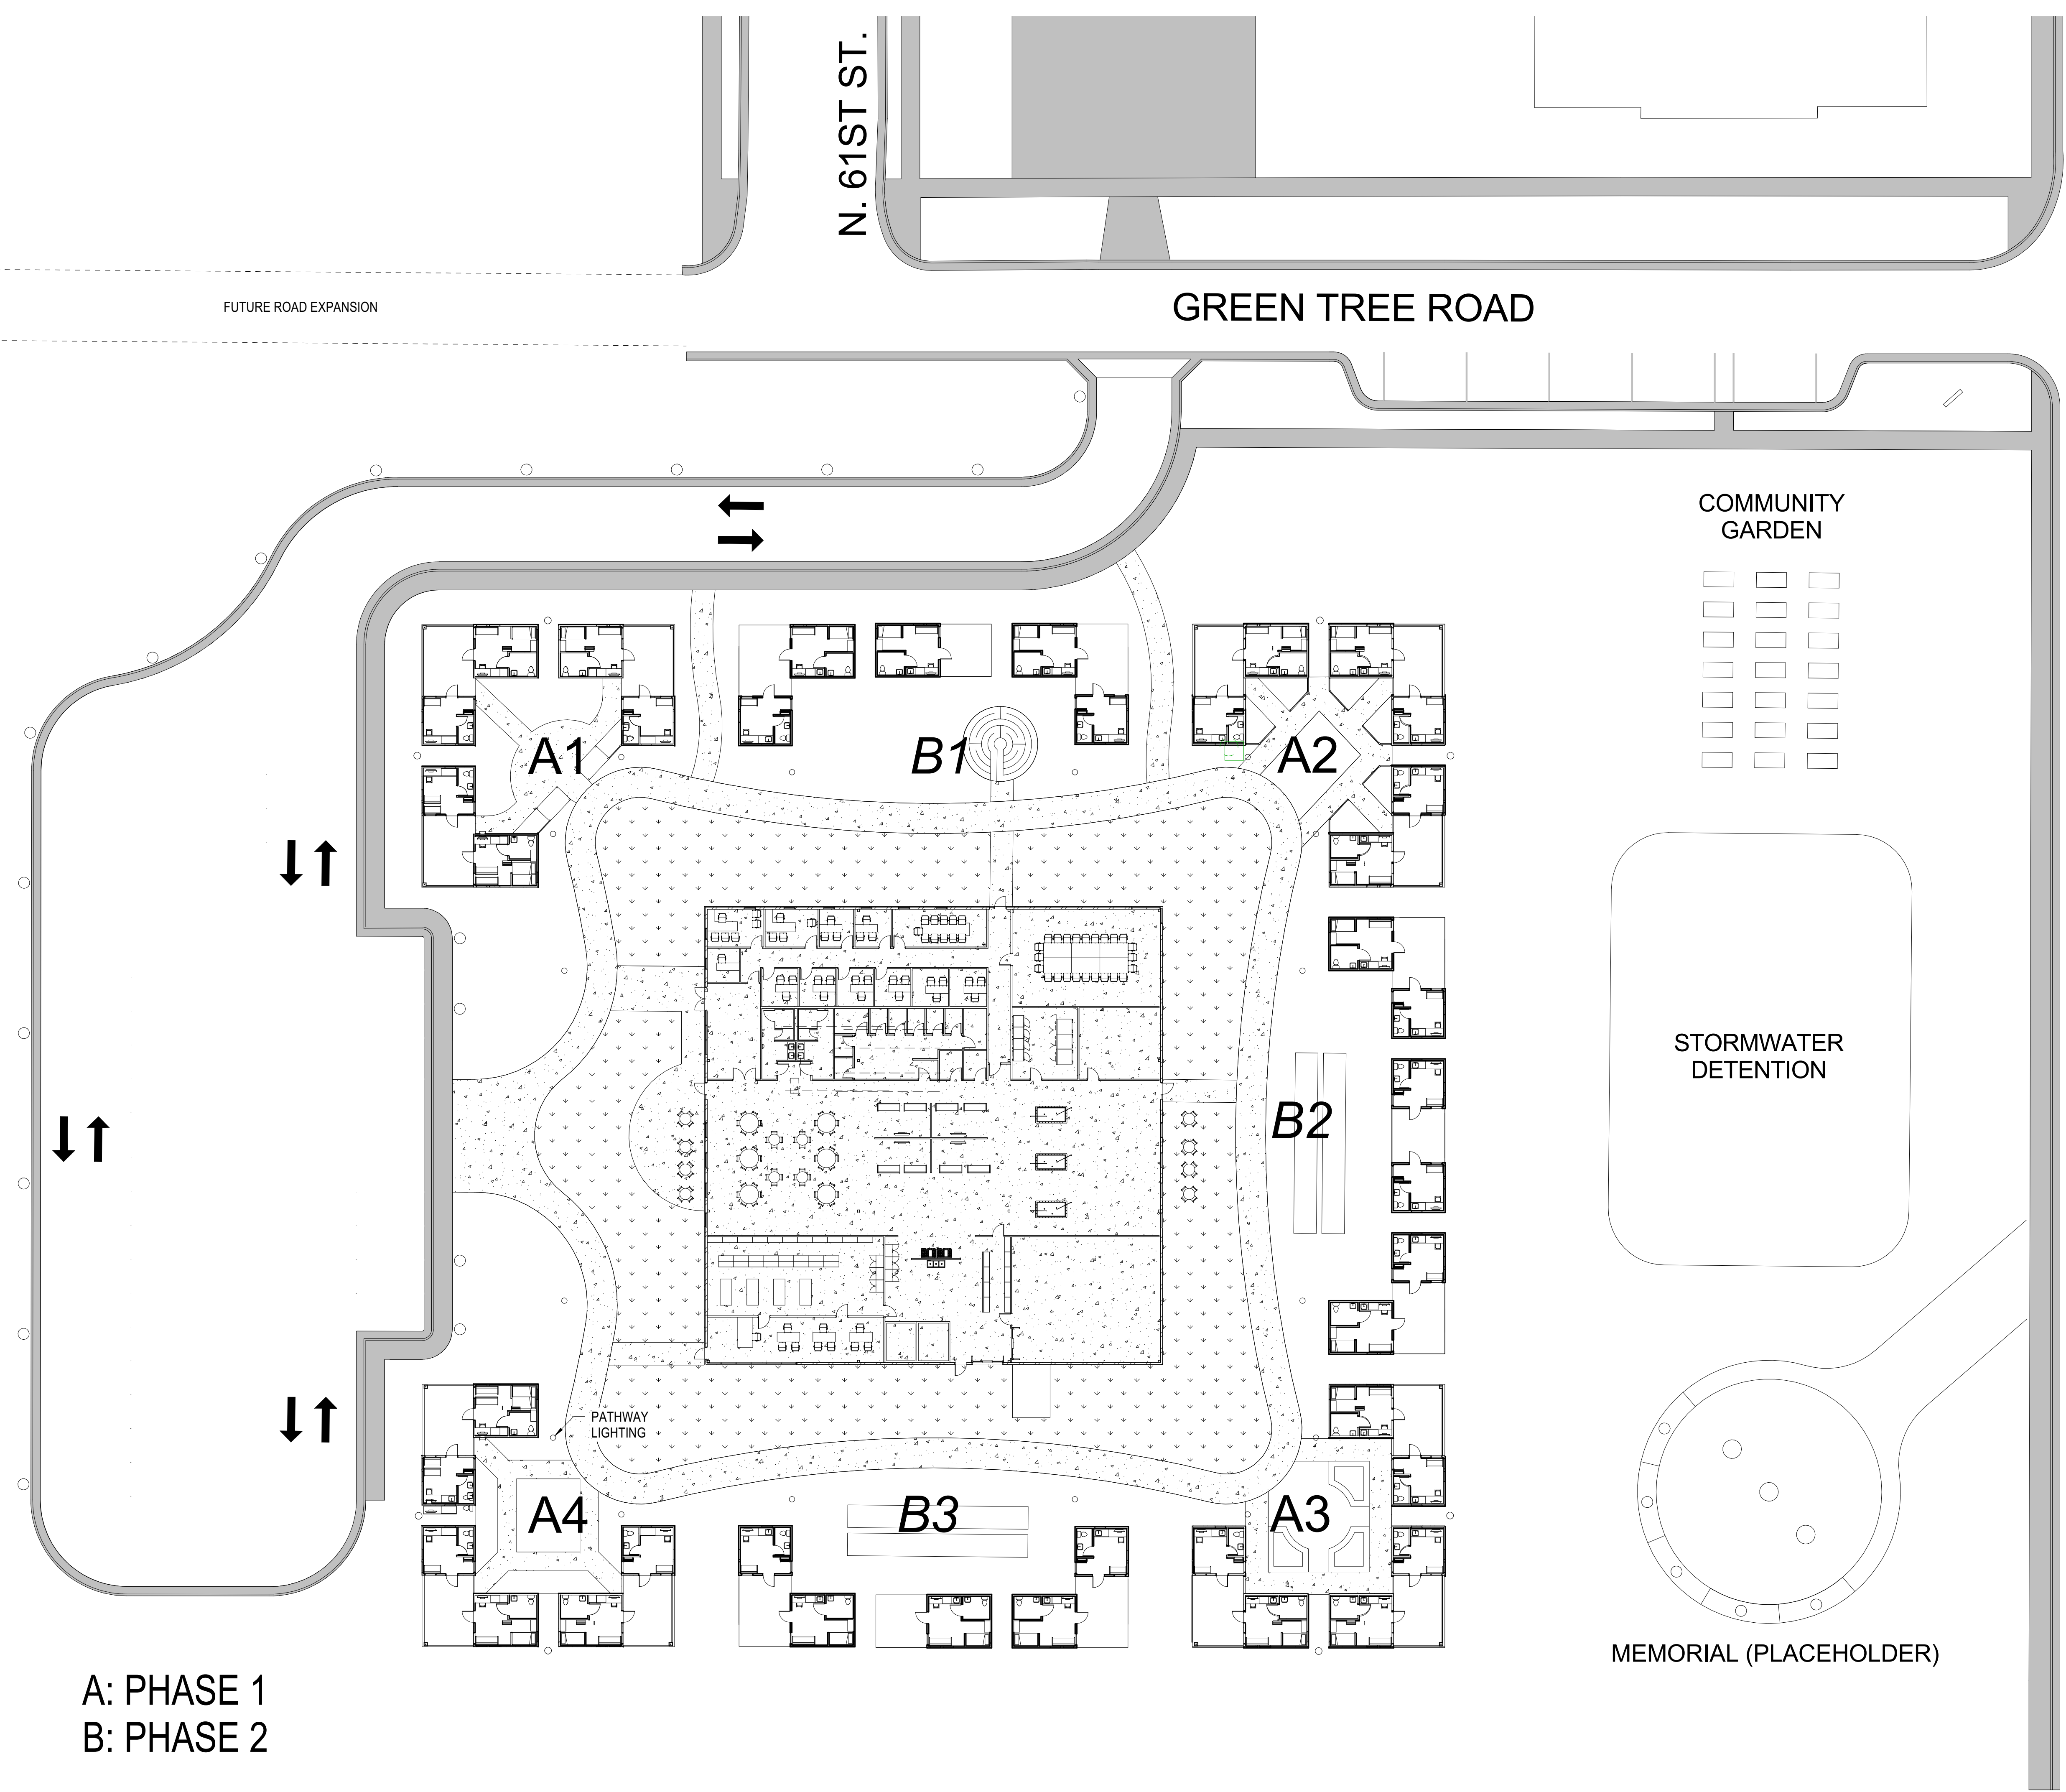 N. 61ST ST.
FUTURE ROAD EXPANSION
GREEN TREE ROAD
COMMUNITY
GARDEN
A1
B1
A2
STORMWATER
DETENTION
B2
PATHWAY
LIGHTING
A4
B3
A3
MEMORIAL (PLACEHOLDER)
A: PHASE 1
B: PHASE 2